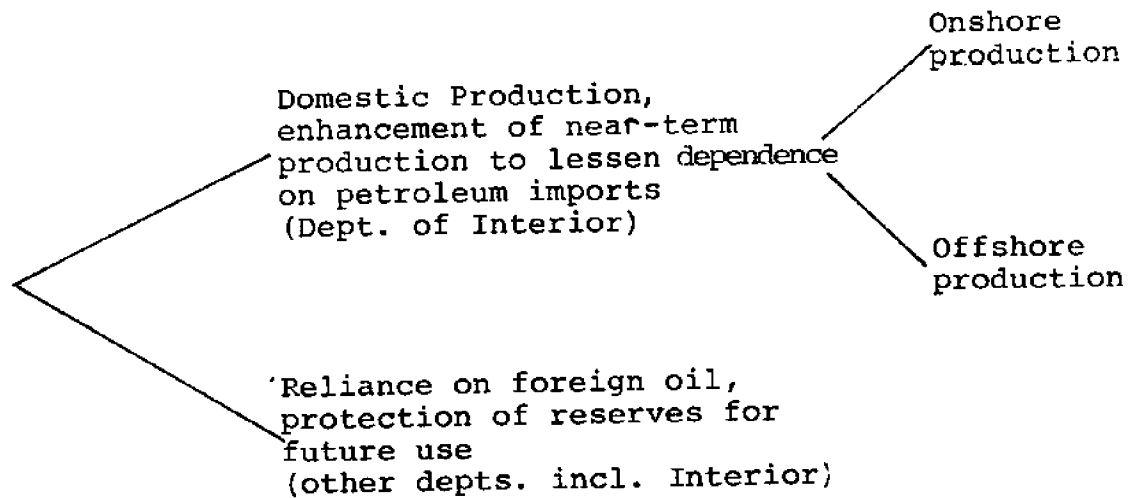 Onshore
production
Domestic Production,
enhancement of near-term
production to lessen dependence
on petroleum imports
(Dept. of Interior)
Offshore
production
Reliance on foreign oil,
protection of reserves for
future use
(other depts. incl. Interior)